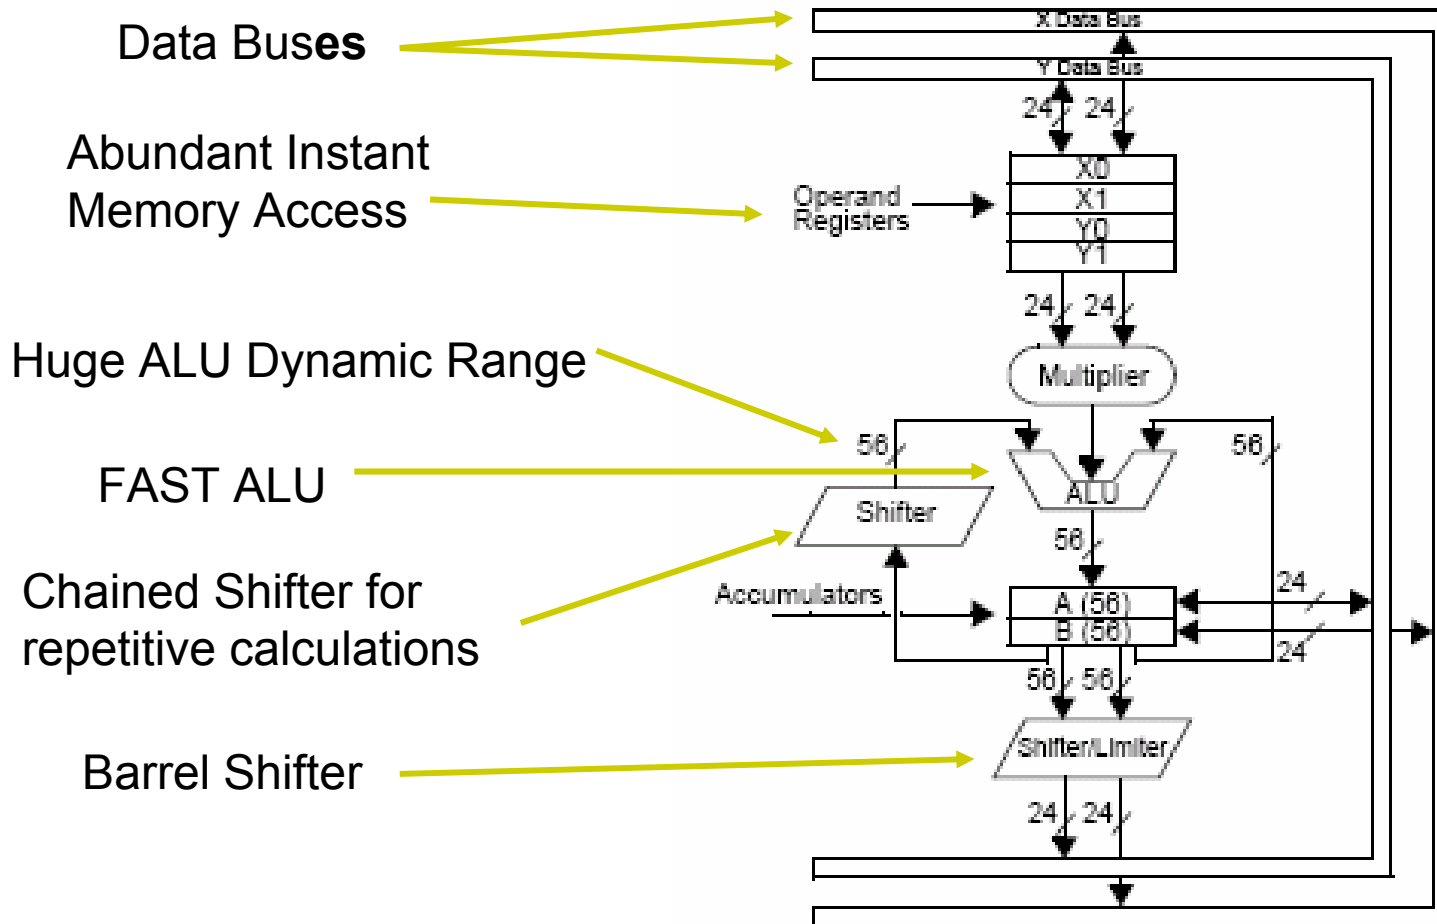 X Data Bus
Data Buses
Y Data Bus
24 24
Abundant Instant
Memory Access
X0
X1
Y0
Y1
Operand
Registers
24 24
Huge ALU Dynamic Range
Multiplier
56
56
FAST ALU
ALU
Shifter
56
Chained Shifter for
repetitive calculations
Accumulators
A (56)
B (56)
24
24
56 56
Barrel Shifter
Shifter/Limiter
24 24